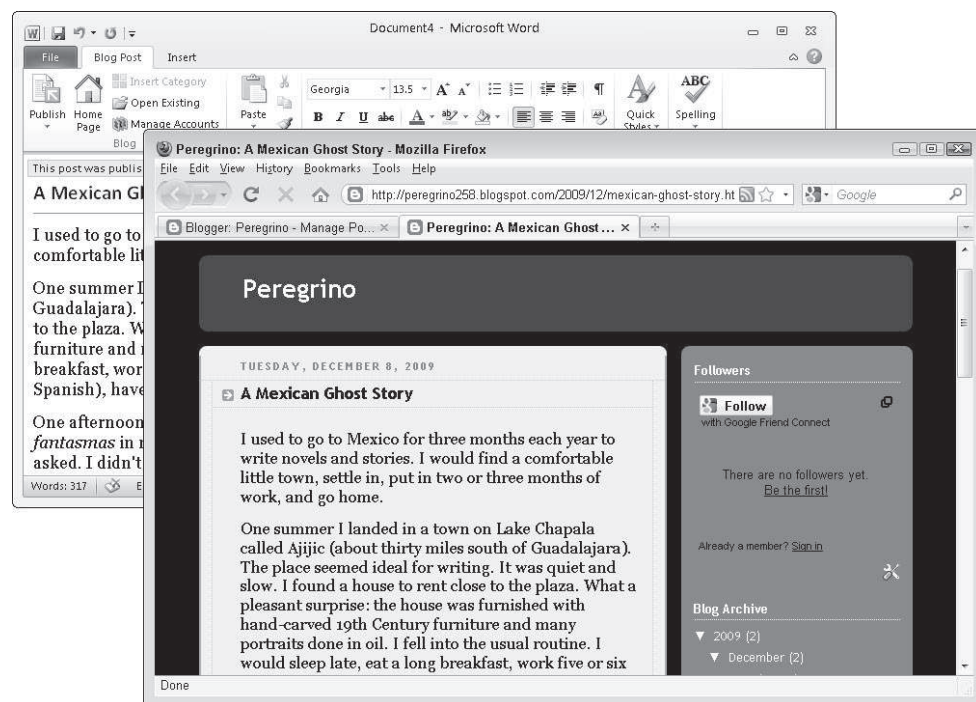 Document4 - Microsoft Word
File Blog Post Insert
Insert Category
Open Existing
Manage Accounts
Publish Home Page
Paste
Blog
Georgia 13.5
Quick Styles
ABC
Spelling
This post was publis
A Mexican Gh
I used to go to
comfortable lit
One summer I
Guadalajara).
to the plaza. W
furniture and
breakfast, wor
Spanish), have
One afternoon
fantasmas in
asked. I didn't
Words: 317
Peregrino: A Mexican Ghost Story - Mozilla Firefox
File Edit View History Bookmarks Tools Help
http://peregrino258.blogspot.com/2009/12/mexican-ghost-story.ht
Google
Blogger: Peregrino - Manage Po...
Peregrino: A Mexican Ghost ...
Peregrino
TUESDAY, DECEMBER 8, 2009
A Mexican Ghost Story
I used to go to Mexico for three months each year to
write novels and stories. I would find a comfortable
little town, settle in, put in two or three months of
work, and go home.
One summer I landed in a town on Lake Chapala
called Ajijic (about thirty miles south of Guadalajara).
The place seemed ideal for writing. It was quiet and
slow. I found a house to rent close to the plaza. What a
pleasant surprise: the house was furnished with
hand-carved 19th Century furniture and many
portraits done in oil. I fell into the usual routine. I
would sleep late, eat a long breakfast, work five or six
Followers
Follow
with Google Friend Connect
There are no followers yet.
Be the first!
Already a member? Sign in
Blog Archive
▼ 2009 (2)
▼ December (2)
Done